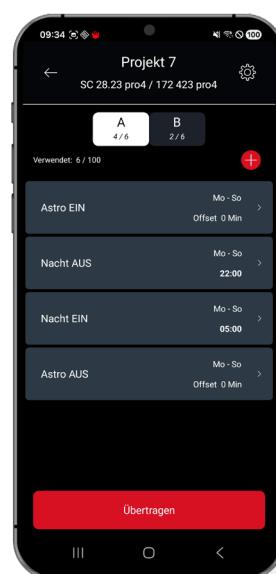 09:34
100
Projekt 7
SC 28.23 pro4 / 172 423 pro4
A
4 / 6
B
2 / 6
Verwendet: 6 / 100
Astro EIN
Mo - So
Offset 0 Min
Nacht AUS
Mo - So
22:00
Nacht EIN
Mo - So
05:00
Astro AUS
Mo - So
Offset 0 Min
Übertragen